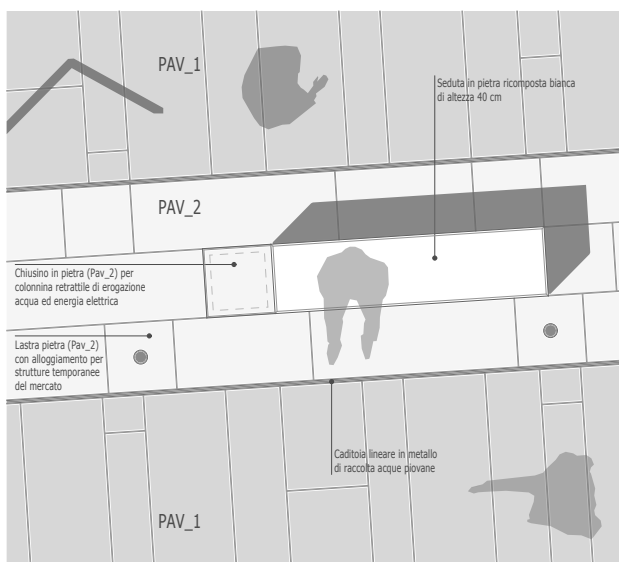 PAV_1
Seduta in pietra ricomposta bianca
di altezza 40 cm
PAV_2
Chiusino in pietra (Pav_2) per
colonnina retrattile di erogazione
acqua ed energia elettrica
Lastra pietra (Pav_2)
con alloggiamento per
strutture temporanee
del mercato
Caditoia lineare in metallo
di raccolta acque piovane
PAV_1